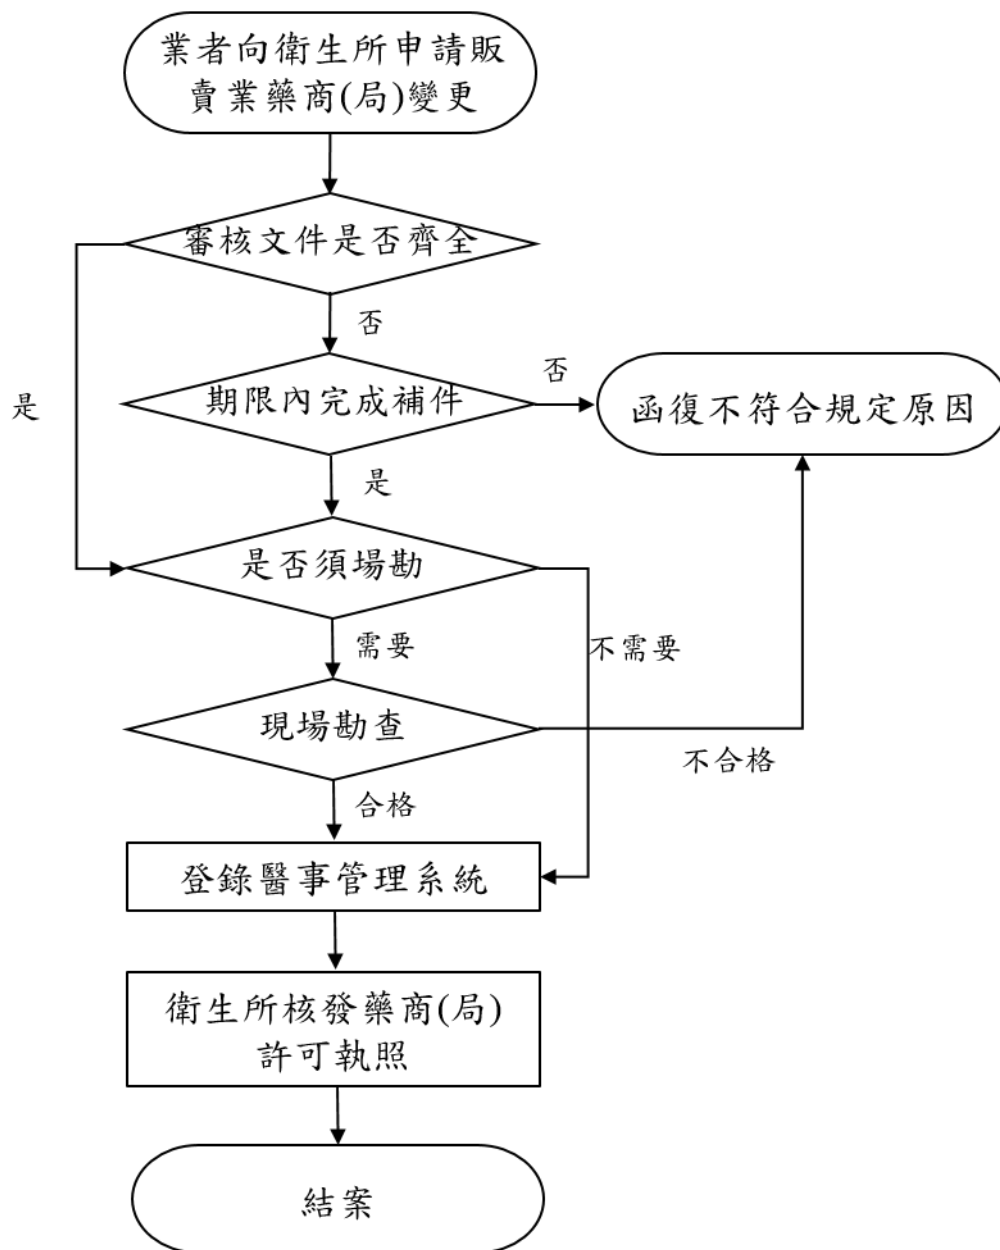 業者向衛生所申請販
賣業藥商(局)變更
審核文件是否齊全
否
期限內完成補件
否
函復不符合規定原因
是
是
是否須場勘
需要
不需要
現場勘查
不合格
合格
登錄醫事管理系統
衛生所核發藥商(局)
許可執照
結案